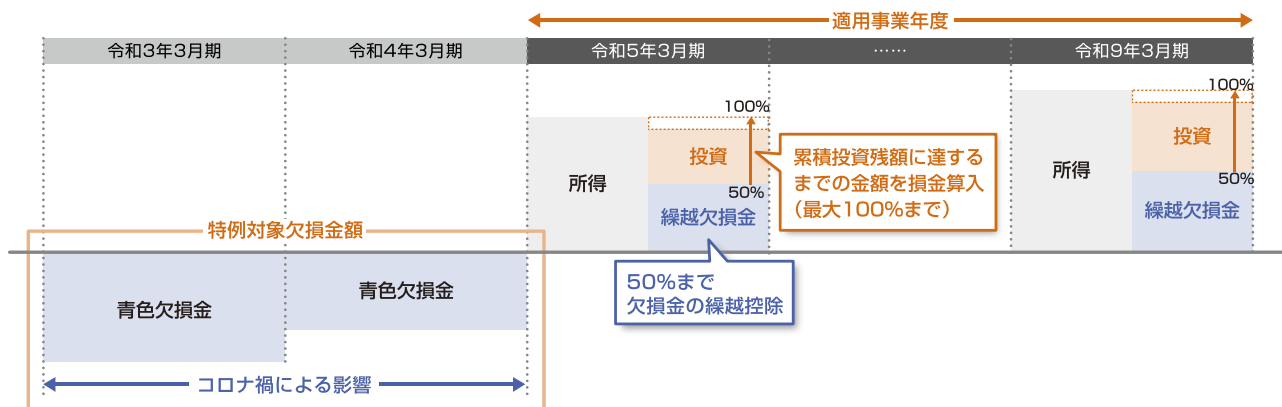 適用事業年度
令和3年3月期
令和4年3月期
令和5年3月期
……
令和9年3月期
100%
100%
投資
投資
累積投資残額に達する
までの金額を損金算入
（最大100%まで）
所得
所得
50%
50%
繰越欠損金
繰越欠損金
特例対象欠損金額
50%まで
欠損金の繰越控除
青色欠損金
青色欠損金
コロナ禍による影響